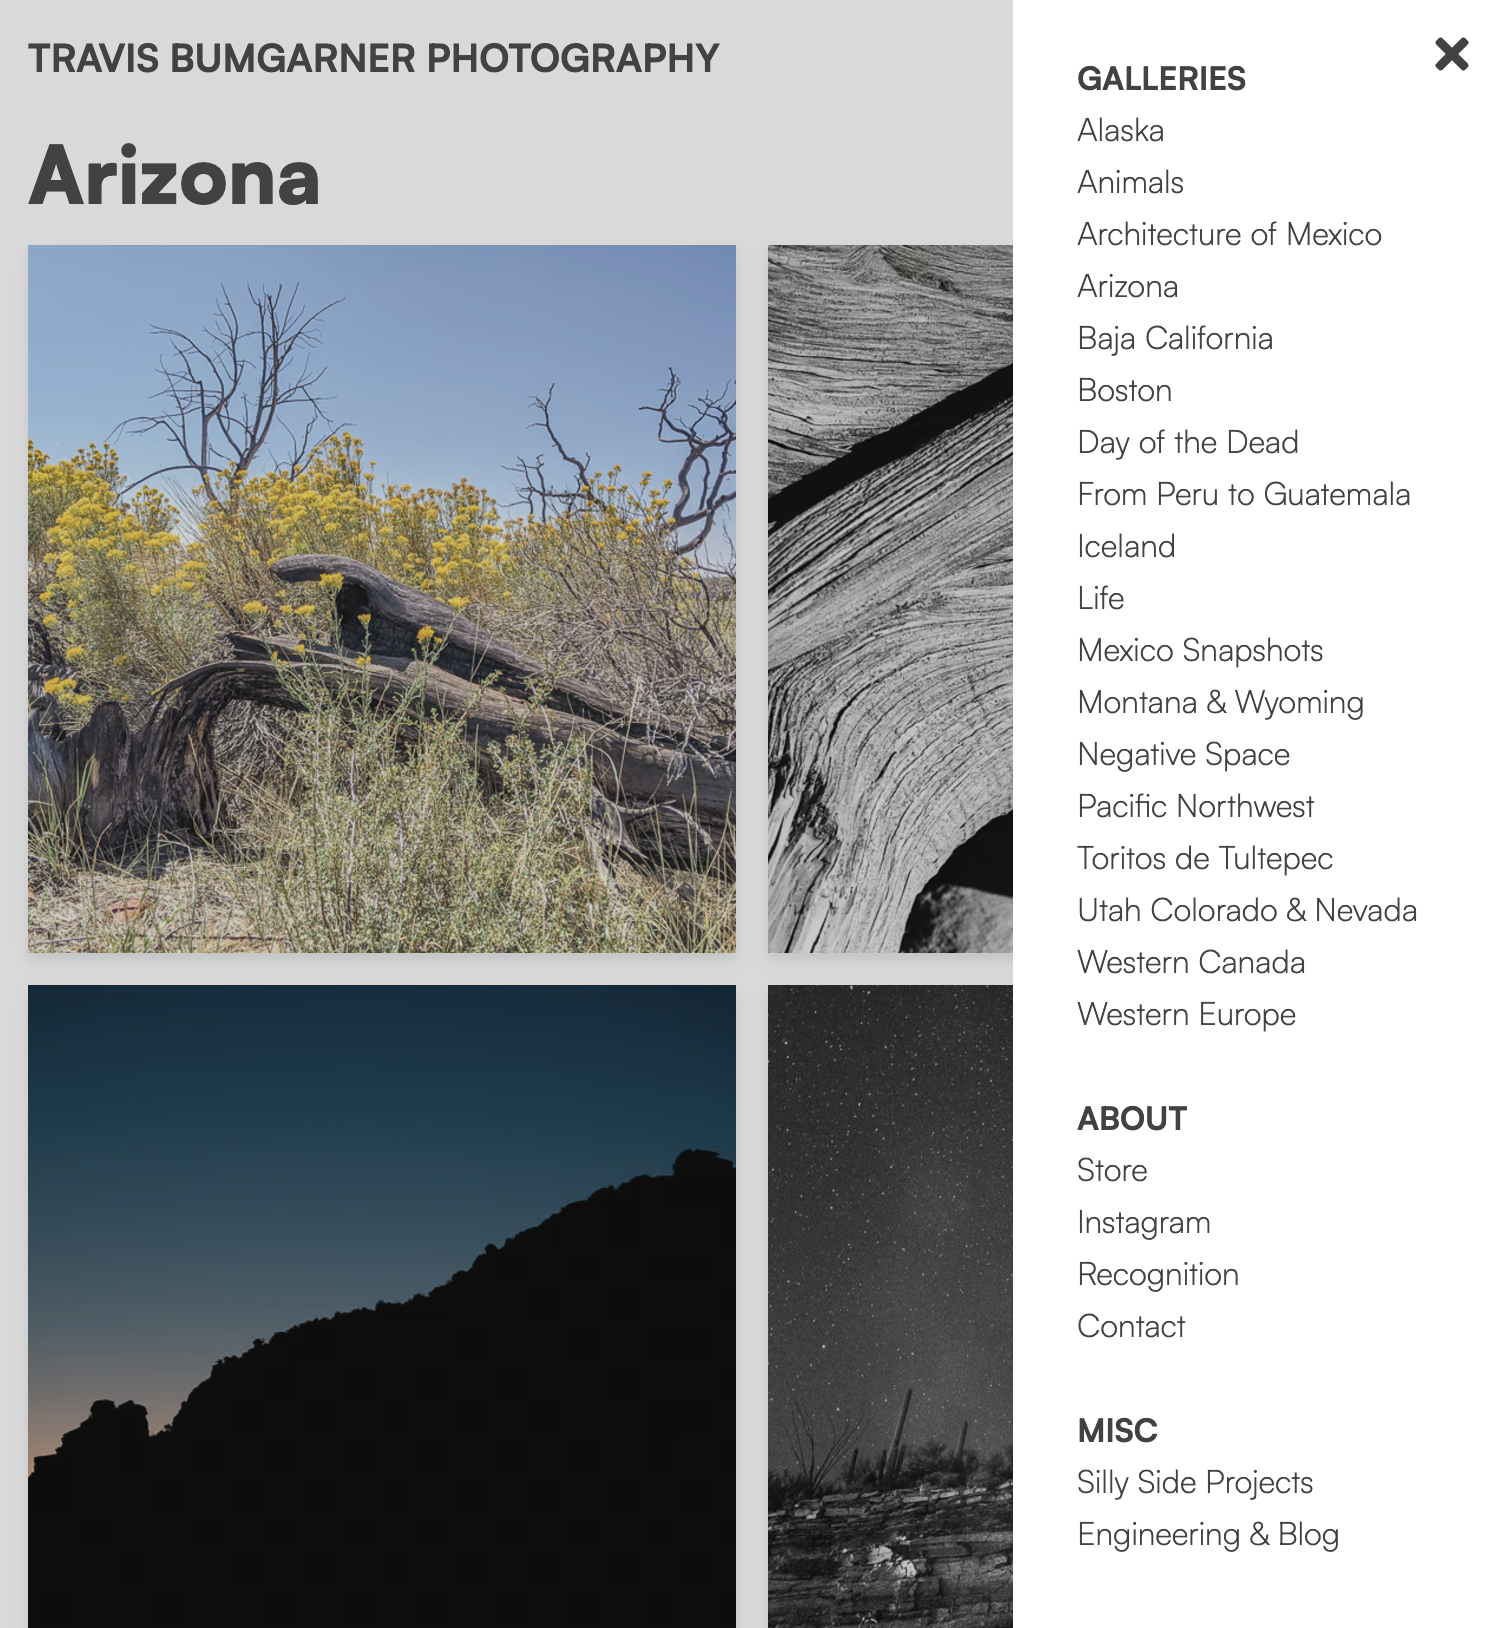 TRAVIS BUMGARNER PHOTOGRAPHY
Arizona
GALLERIES
Alaska
Animals
Architecture of Mexico
Arizona
Baja California
Boston
Day of the Dead
From Peru to Guatemala
Iceland
Life
Mexico Snapshots
Montana & Wyoming
Negative Space
Pacific Northwest
Toritos de Tultepec
Utah Colorado & Nevada
Western Canada
Western Europe
ABOUT
Store
Instagram
Recognition
Contact
MISC
Silly Side Projects
Engineering & Blog